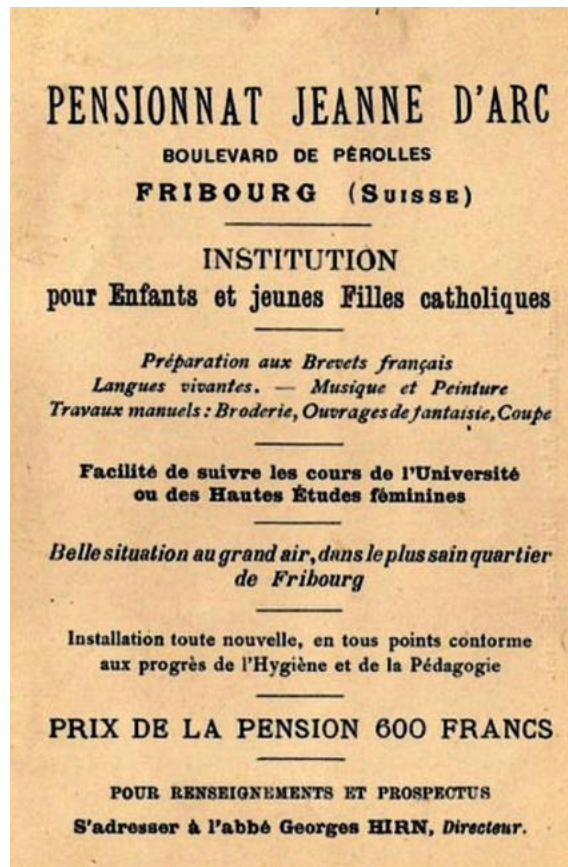 PENSIONNAT JEANNE D'ARC
BOULEVARD DE PÉROLLES
FRIBOURG (SUISSE)
INSTITUTION
pour Enfants et jeunes Filles catholiques
Préparation aux Brevets français
Langues vivantes. — Musique et Peinture
Travaux manuels : Broderie, Ouvrages de fantaisie, Coupe
Facilité de suivre les cours de l'Université
ou des Hautes Études féminines
Belle situation au grand air, dans le plus sain quartier
de Fribourg
Installation toute nouvelle, en tous points conforme
aux progrès de l'Hygiène et de la Pédagogie
PRIX DE LA PENSION 600 FRANCS
POUR RENSEIGNEMENTS ET PROSPECTUS
S'adresser à l'abbé Georges HIRN, Directeur.